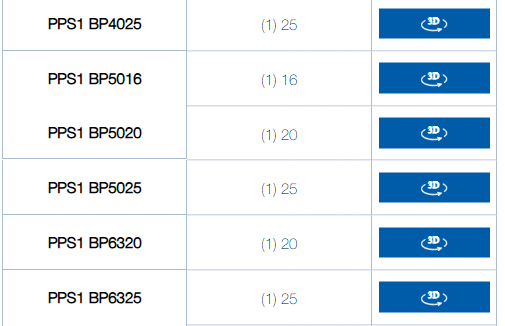 PPS1 BP4025 (1) 25 3D
PPS1 BP5016 (1) 16 3D
PPS1 BP5020 (1) 20 3D
PPS1 BP5025 (1) 25 3D
PPS1 BP6320 (1) 20 3D
PPS1 BP6325 (1) 25 3D